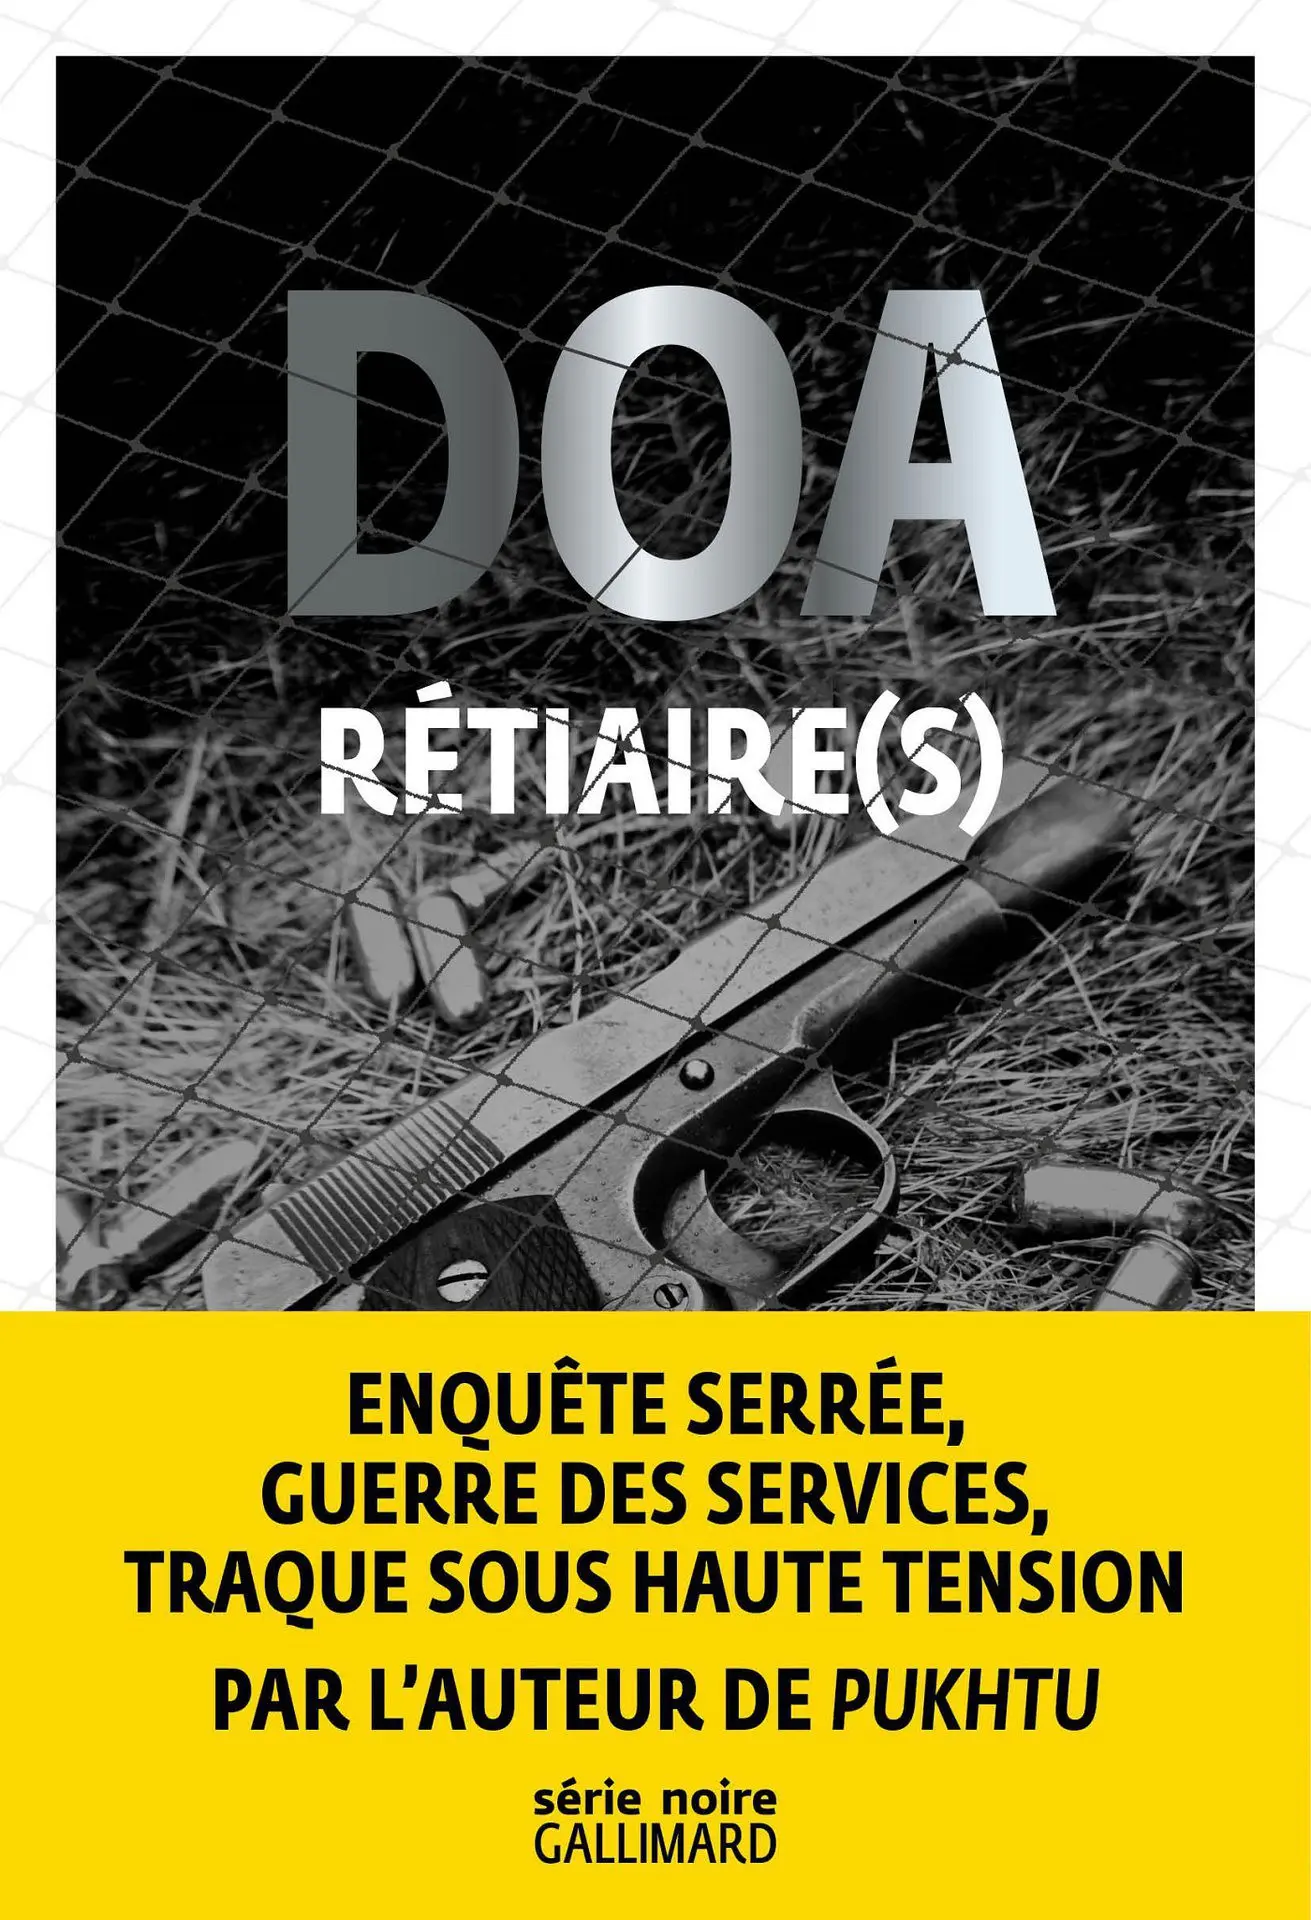 DOA
RÉTIAIRE(S)
ENQUÊTE SERRÉE,
GUERRE DES SERVICES,
TRAQUE SOUS HAUTE TENSION
PAR L'AUTEUR DE PUKHTU
série noire
GALLIMARD